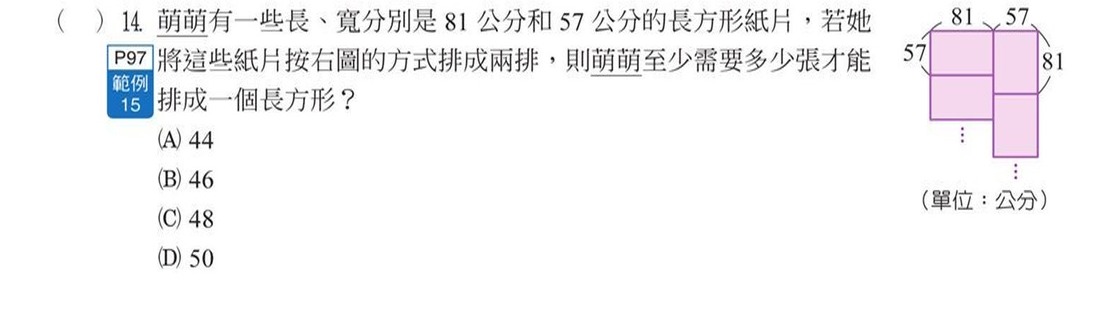 (　) 14. 萌萌有一些長、寬分別是 81 公分和 57 公分的長方形紙片，若她
P97 將這些紙片按右圖的方式排成兩排，則萌萌至少需要多少張才能
範例
15 排成一個長方形？
(A) 44
(B) 46
(C) 48
(D) 50
81 57
57
81
(單位：公分)